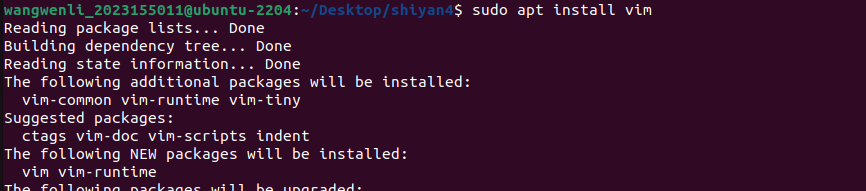 wangwenli_2023155011@ubuntu-2204:~/Desktop/shiyan4$ sudo apt install vim
Reading package lists... Done
Building dependency tree... Done
Reading state information... Done
The following additional packages will be installed:
  vim-common vim-runtime vim-tiny
Suggested packages:
  ctags vim-doc vim-scripts indent
The following NEW packages will be installed:
  vim vim-runtime
The following packages will be upgraded: